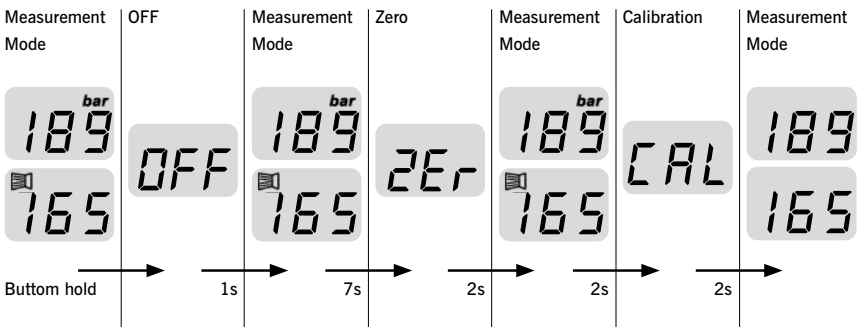 Measurement Mode
OFF
Measurement Mode
Zero
Measurement Mode
Calibration
Measurement Mode
bar
189
165
OFF
bar
189
165
2Er
bar
189
165
CAL
189
165
Buttom hold
1s
7s
2s
2s
2s